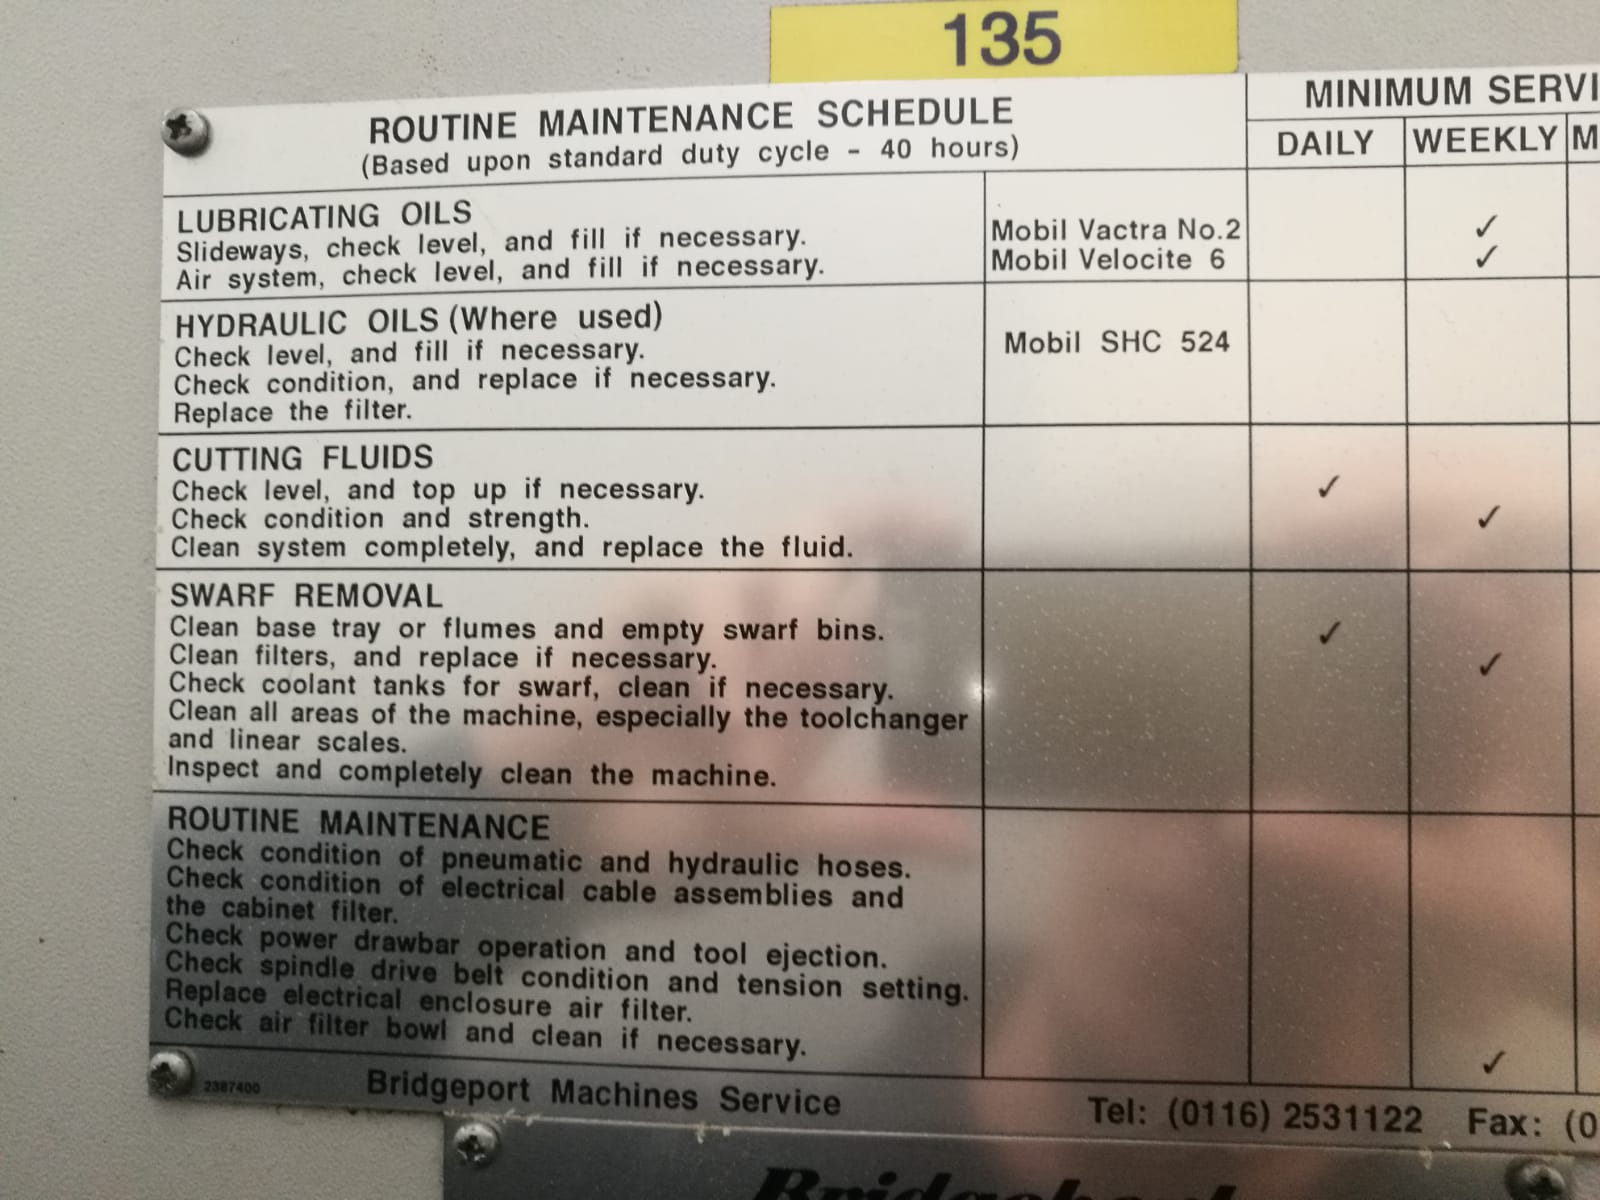 135
ROUTINE MAINTENANCE SCHEDULE
(Based upon standard duty cycle - 40 hours)
MINIMUM SERVI
DAILY
WEEKLY
M
LUBRICATING OILS
Slideways, check level, and fill if necessary.
Mobil Vactra No.2
✓
Air system, check level, and fill if necessary.
Mobil Velocite 6
✓
HYDRAULIC OILS (Where used)
Check level, and fill if necessary.
Mobil SHC 524
Check condition, and replace if necessary.
Replace the filter.
CUTTING FLUIDS
Check level, and top up if necessary.
✓
Check condition and strength.
✓
Clean system completely, and replace the fluid.
SWARF REMOVAL
Clean base tray or flumes and empty swarf bins.
✓
Clean filters, and replace if necessary.
✓
Check coolant tanks for swarf, clean if necessary.
Clean all areas of the machine, especially the toolchanger
and linear scales.
Inspect and completely clean the machine.
ROUTINE MAINTENANCE
Check condition of pneumatic and hydraulic hoses.
Check condition of electrical cable assemblies and
the cabinet filter.
Check power drawbar operation and tool ejection.
Check spindle drive belt condition and tension setting.
Replace electrical enclosure air filter.
Check air filter bowl and clean if necessary.
✓
2387400
Bridgeport Machines Service
Tel: (0116) 2531122
Fax: (0
Bridgeport